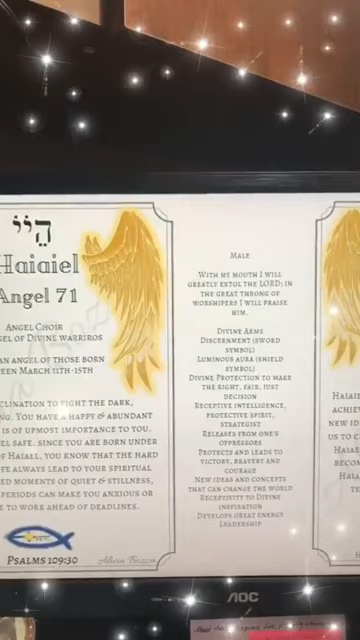 הֵיי
Haiaiel
Angel 71
Angel Choir
gel of Divine warriros
an angel of those born
een March 11th-15th
clination to fight the dark,
ng. You have a happy & abundant
is of upmost importance to you.
el safe. since you are born under
of Haiael, you know that the hard
fe always lead to your spiritual
ed moments of quiet & stillness,
periods can make you anxious or
e to work ahead of deadlines.
Psalms 109:30
Male
With my mouth I will
greatly extol the LORD; in
the great throng of
worshipers I will praise
him.
Divine Arms
Discernment (sword
symbol)
Luminous aura (shield
symbol)
Divine Protection to make
the right, fair, just
decision
Receptive intelligence,
protective spirit,
strategist
Releases from one's
oppressors
Protects and leads to
victory, bravery and
courage
New ideas and concepts
that can change the world
Receptivity to Divine
inspiration
Develops great energy
Leadership
Haiaie
achie
new id
us to c
Haiae
becom
Haia
te
AOC